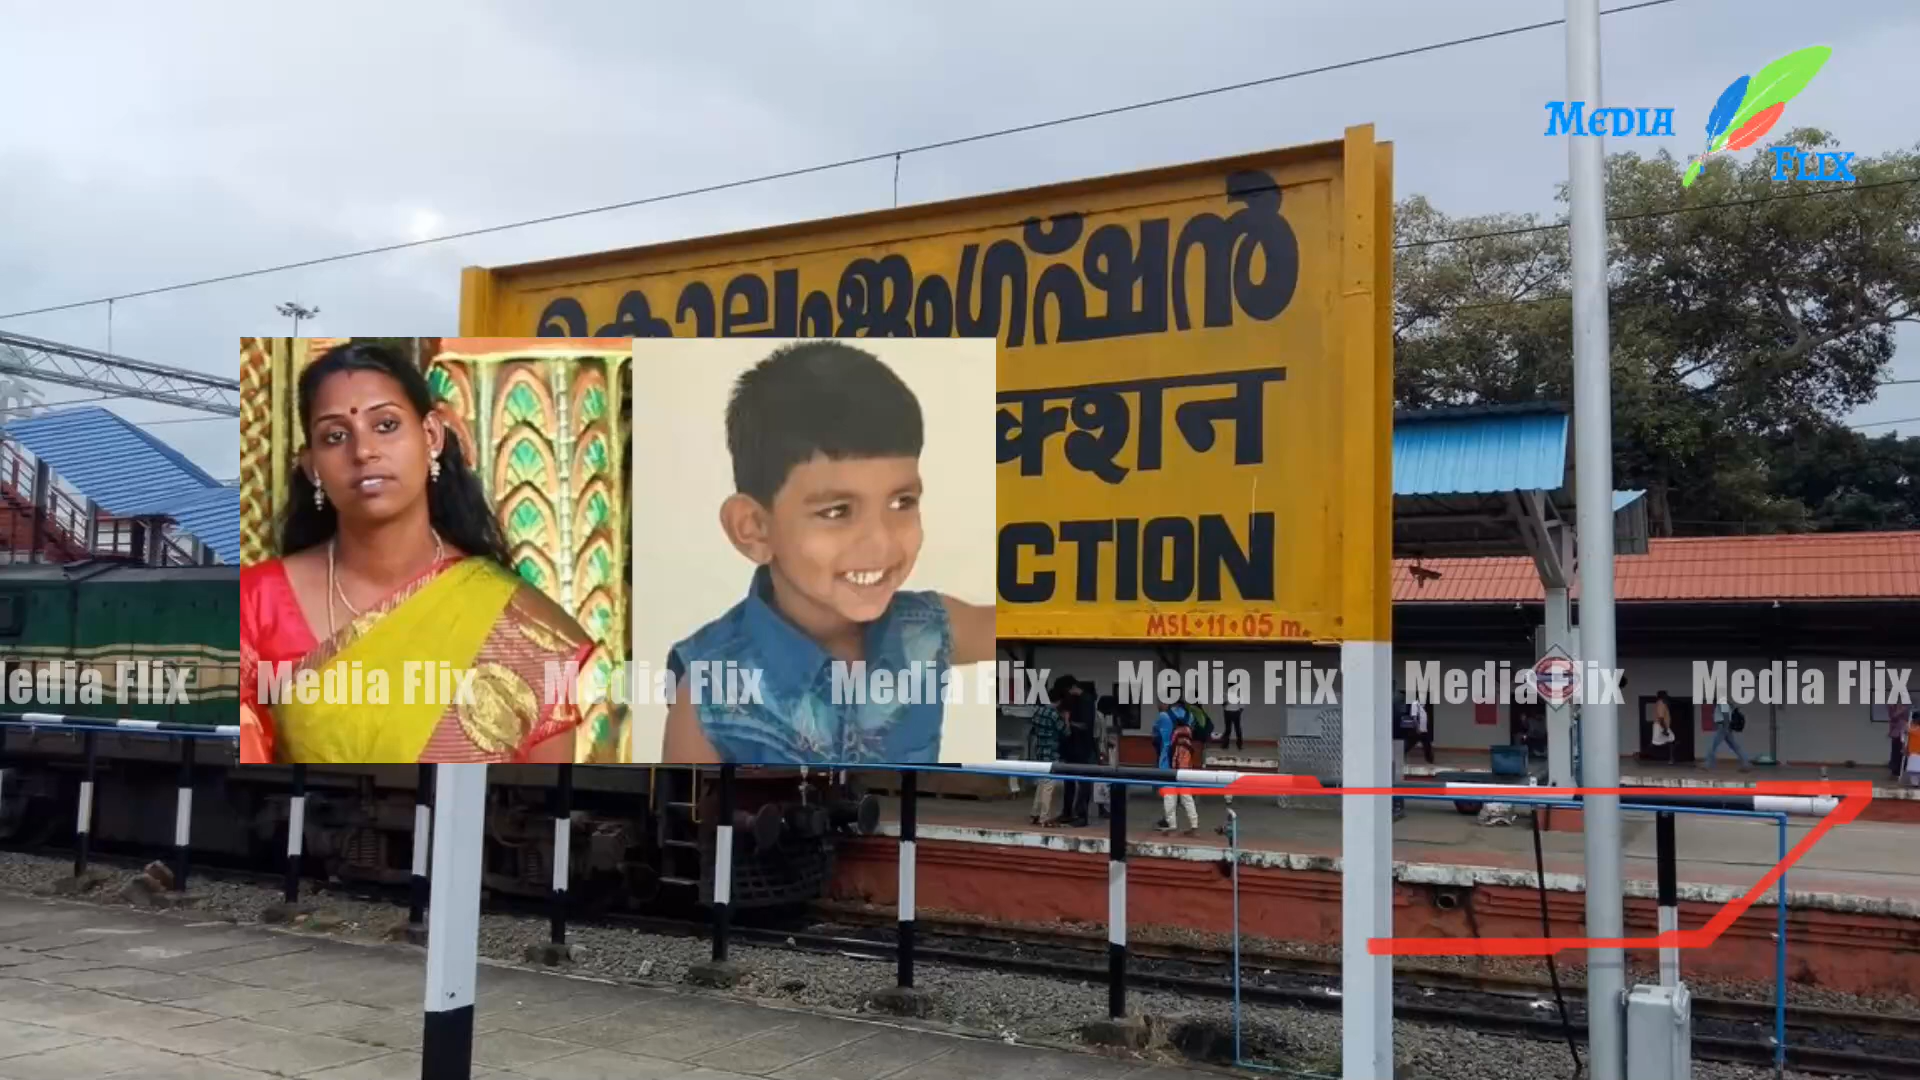 MEDIA
FLIX
കൊല്ലംജംഗ്ഷൻ
क्शन
CTION
MSL·11·05 m.
Media Flix Media Flix Media Flix Media Flix Media Flix Media Flix Media Flix